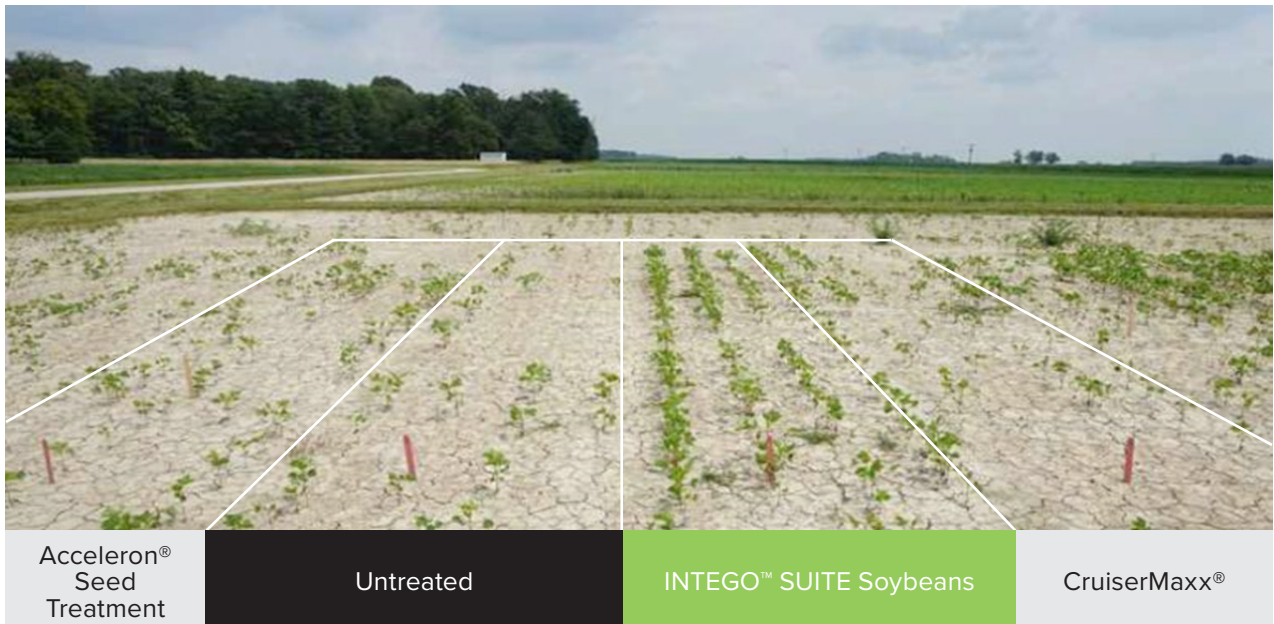 Acceleron®
Seed
Treatment
Untreated
INTEGO™ SUITE Soybeans
CruiserMaxx®